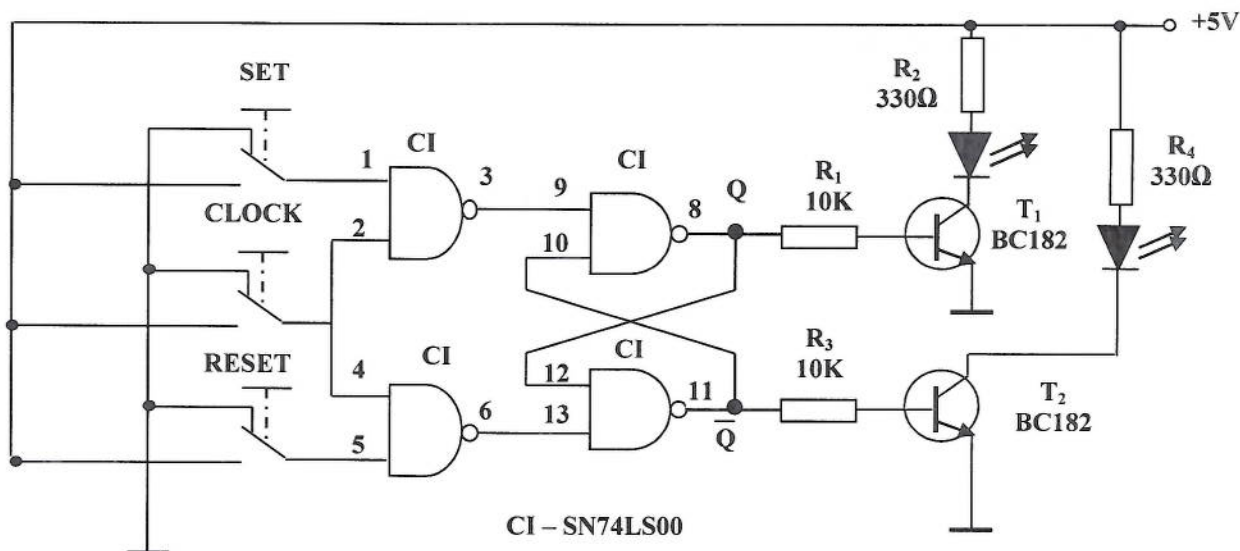 +5V
SET
R₂
330Ω
CI
CI
R₄
330Ω
1
3
9
8
Q
R₁
10K
T₁
BC182
CLOCK
2
10
RESET
CI
CI
R₃
10K
4
12
11
T₂
BC182
6
13
Q̅
5
CI – SN74LS00